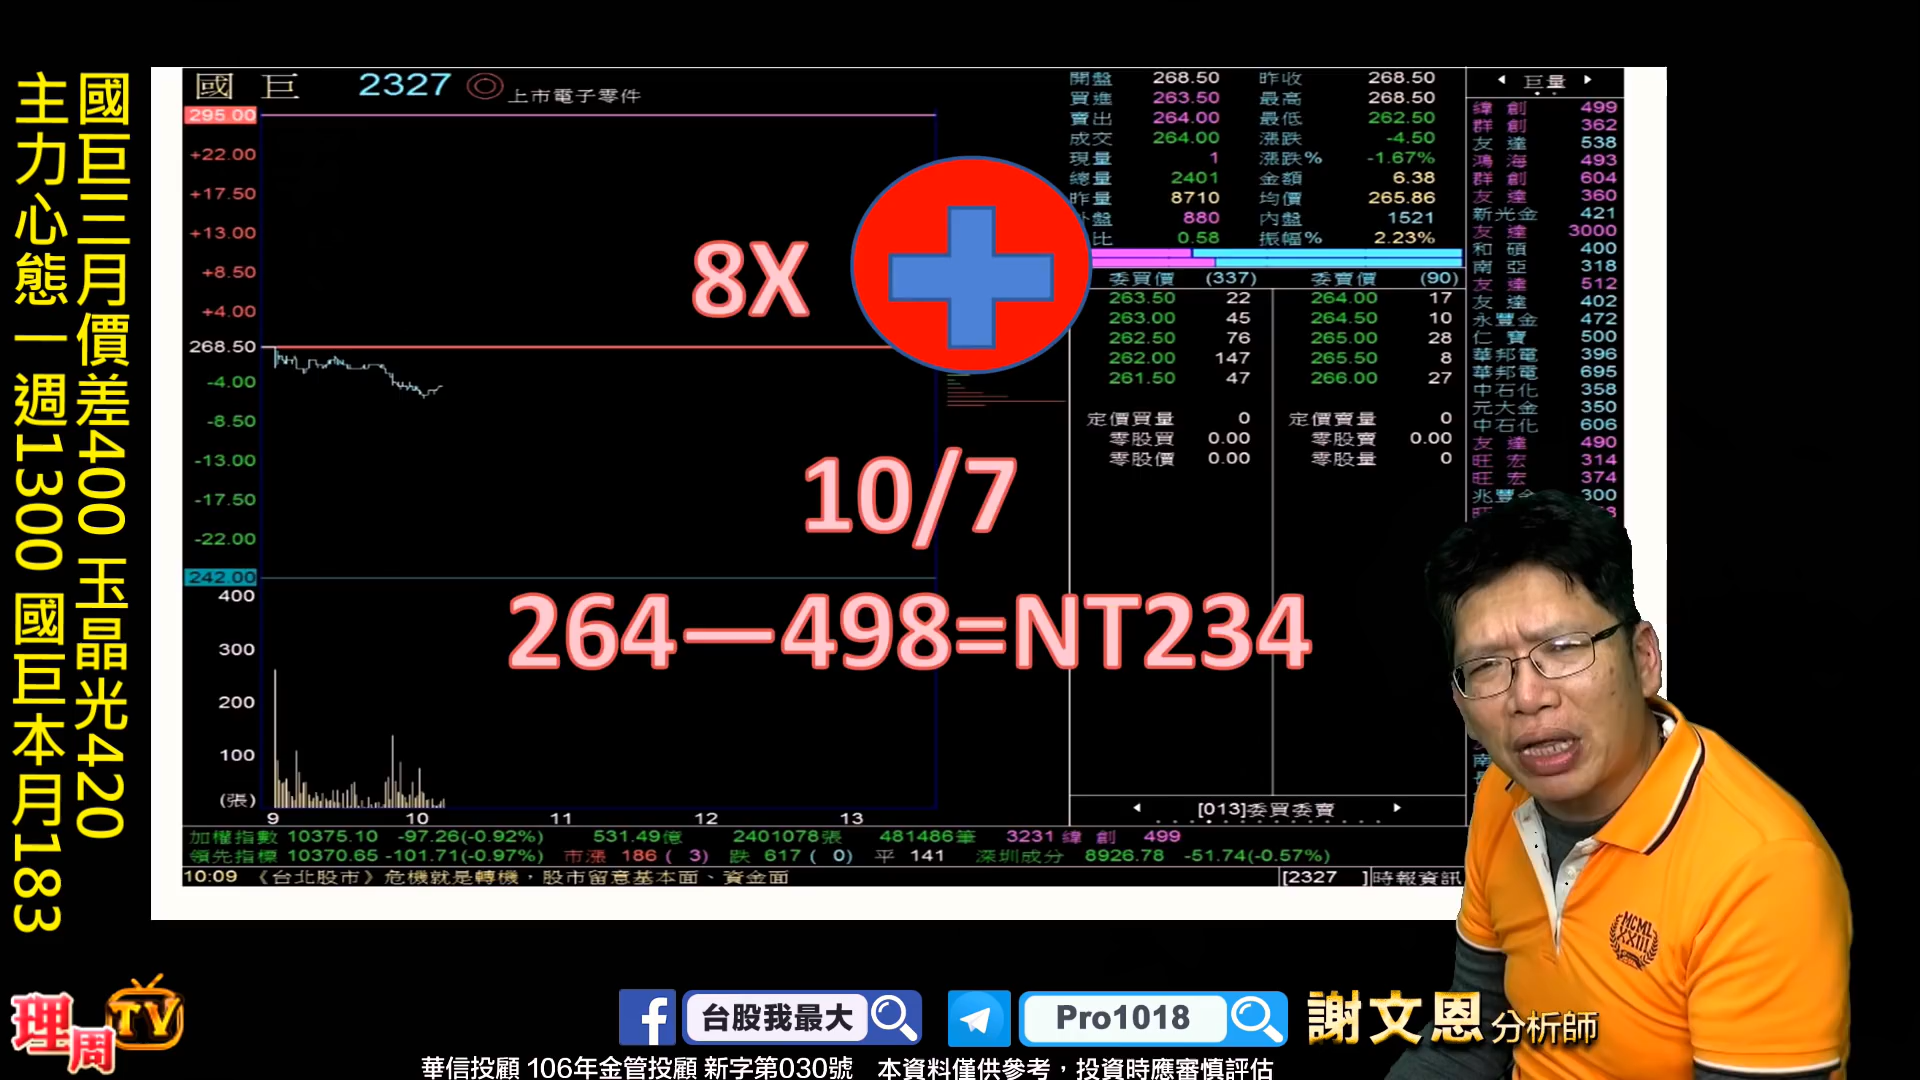 國巨三月價差400 玉晶光420
主力心態一週1300 國巨本月183
國 巨 2327 ◎上市電子零件
295.00
+22.00
+17.50
+13.00
+8.50
+4.00
268.50
-4.00
-8.50
-13.00
-17.50
-22.00
242.00
400
300
200
100
(張)
9 10 11 12 13
8X
10/7
264—498=NT234
開盤 268.50 昨收 268.50
買進 263.50 最高 268.50
賣出 264.00 最低 262.50
成交 264.00 漲跌 -4.50
現量 1 漲跌% -1.67%
總量 2401 金額 6.38
昨量 8710 均價 265.86
盤 880 內盤 1521
比 0.58 振幅% 2.23%
委買價 (337) 委賣價 (90)
263.50 22 264.00 17
263.00 45 264.50 10
262.50 76 265.00 28
262.00 147 265.50 8
261.50 47 266.00 27
定價買量 0 定價賣量 0
零股買 0.00 零股賣 0.00
零股價 0.00 零股量 0
[013]委買委賣
巨量
緯創 499
群創 362
友達 538
鴻海 493
群創 604
友達 360
新光金 421
友達 3000
和碩 400
南亞 318
友達 512
友達 402
永豐金 472
仁寶 500
華邦電 396
華邦電 695
中石化 358
元大金 350
中石化 606
友達 490
旺宏 314
旺宏 374
兆豐金 300
加權指數 10375.10 -97.26(-0.92%) 531.49億 2401078張 481486筆 3231 緯創 499
領先指標 10370.65 -101.71(-0.97%) 市漲 186 ( 3) 跌 617 ( 0) 平 141 深圳成分 8926.78 -51.74(-0.57%)
10:09 《台北股市》危機就是轉機，股市留意基本面、資金面 [2327 ]時報資訊
MCML
XXIII
理周TV
f 台股我最大 Pro1018 謝文恩 分析師
華信投顧 106年金管投顧 新字第030號 本資料僅供參考，投資時應審慎評估